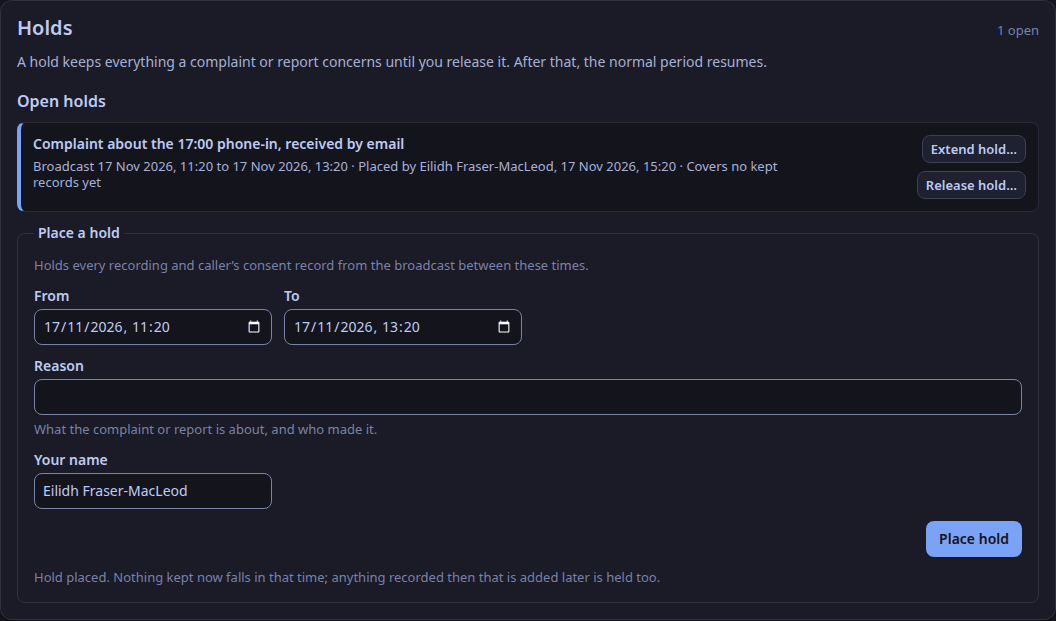 Holds
1 open
A hold keeps everything a complaint or report concerns until you release it. After that, the normal period resumes.
Open holds
Complaint about the 17:00 phone-in, received by email
Broadcast 17 Nov 2026, 11:20 to 17 Nov 2026, 13:20 · Placed by Eilidh Fraser-MacLeod, 17 Nov 2026, 15:20 · Covers no kept
records yet
Extend hold…
Release hold…
Place a hold
Holds every recording and caller's consent record from the broadcast between these times.
From
To
17/11/2026, 11:20
17/11/2026, 13:20
Reason
What the complaint or report is about, and who made it.
Your name
Eilidh Fraser-MacLeod
Place hold
Hold placed. Nothing kept now falls in that time; anything recorded then that is added later is held too.